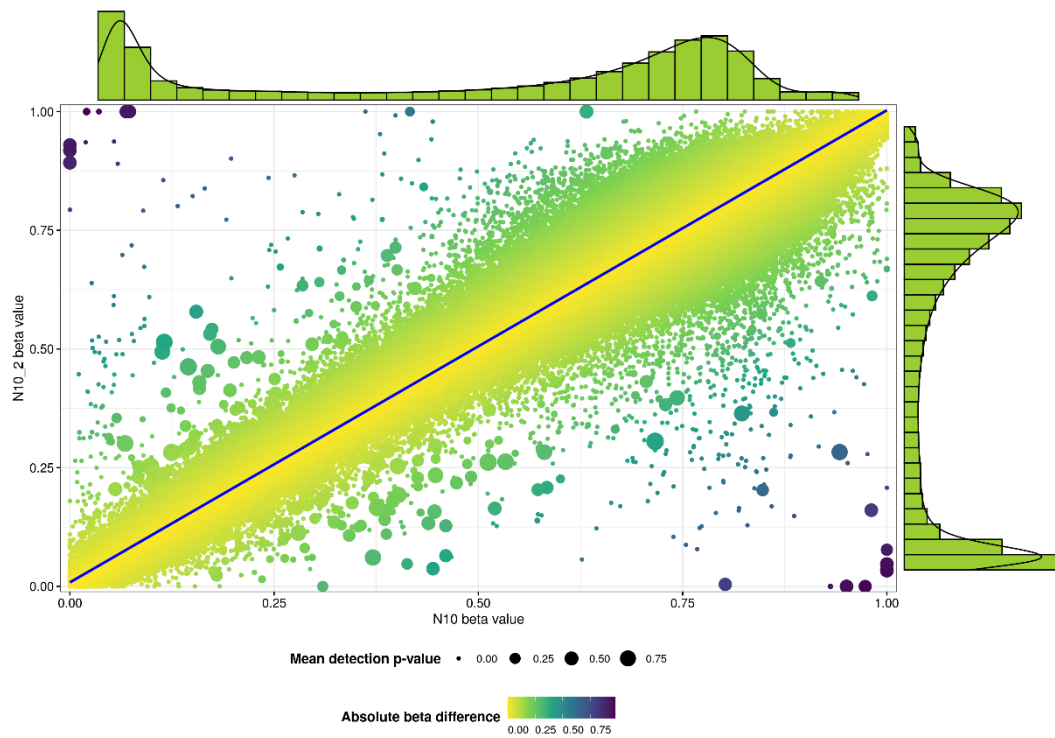 1.00
0.75
0.50
0.25
0.00
N10_2 beta value
0.00 0.25 0.50 0.75 1.00
N10 beta value
Mean detection p-value 0.00 0.25 0.50 0.75
Absolute beta difference
0.00 0.25 0.50 0.75